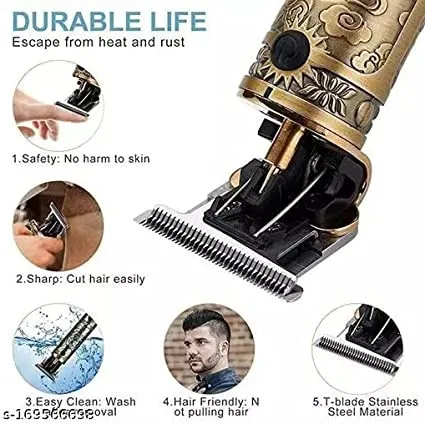 DURABLE LIFE
Escape from heat and rust
1.Safety: No harm to skin
2.Sharp: Cut hair easily
3.Easy Clean: Wash
4.Hair Friendly: N
ot pulling hair
5.T-blade Stainless
Steel Material